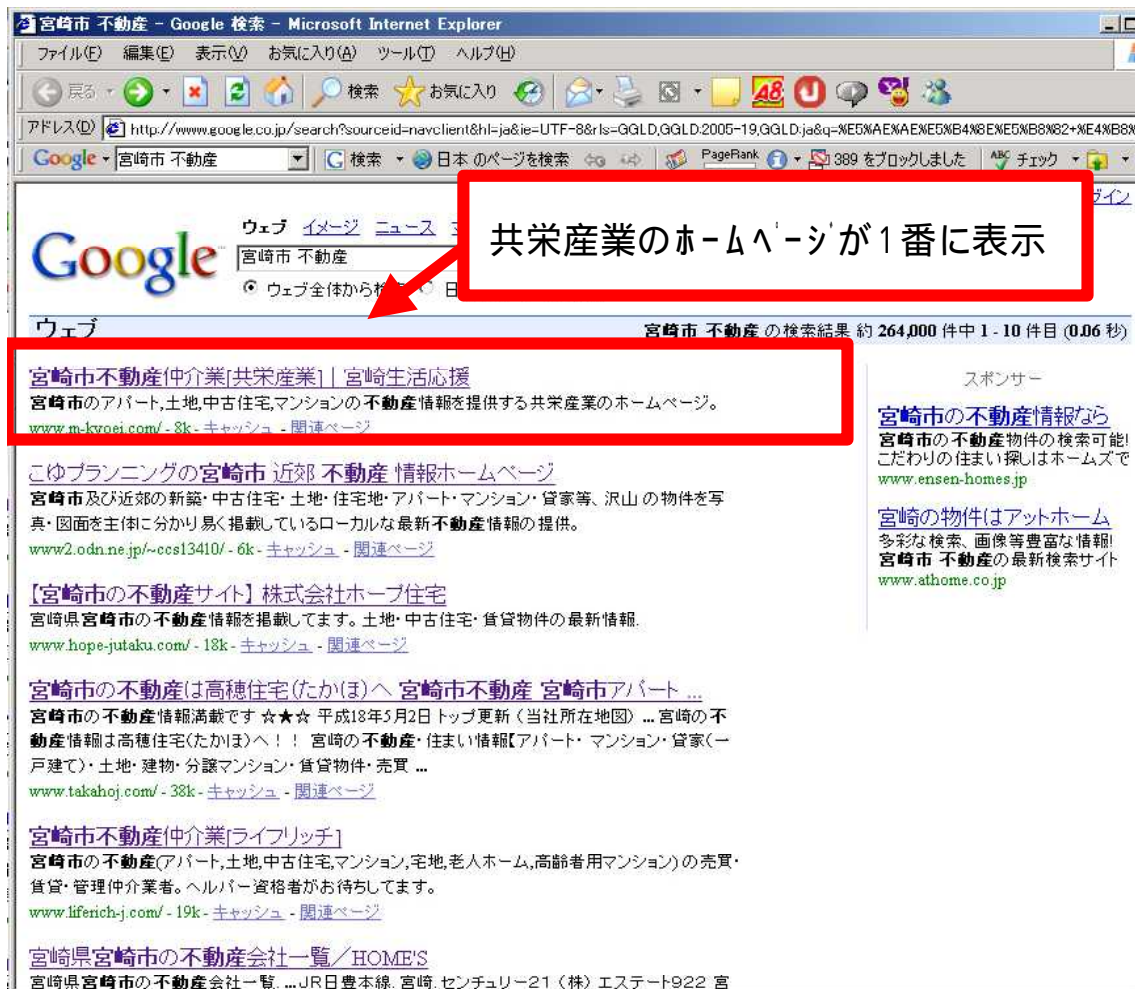 宮崎市 不動産 - Google 検索 - Microsoft Internet Explorer
ファイル(F) 編集(E) 表示(V) お気に入り(A) ツール(T) ヘルプ(H)
戻る 検索 お気に入り
アドレス(D) http://www.google.co.jp/search?sourceid=navclient&hl=ja&ie=UTF-8&rls=GGLD,GGLD:2005-19,GGLD:ja&q=%E5%AE%AE%E5%B4%8E%E5%B8%82+%E4%B8%
Google 宮崎市 不動産 検索 日本 のページを検索 PageRank 389 をブロックしました チェック
ウェブ イメージ ニュース
共栄産業のホームページが1番に表示
Google
宮崎市 不動産
ウェブ全体から検
ウェブ 宮崎市 不動産 の検索結果 約 264,000 件中 1 - 10 件目 (0.06 秒)
宮崎市不動産仲介業[共栄産業] | 宮崎生活応援
宮崎市のアパート,土地,中古住宅,マンションの不動産情報を提供する共栄産業のホームページ。
www.m-kyoei.com/ - 8k - キャッシュ - 関連ページ
こゆプランニングの宮崎市 近郊 不動産 情報ホームページ
宮崎市及び近郊の新築・中古住宅・土地・住宅地・アパート・マンション・貸家等、沢山の物件を写
真・図面を主体に分かり易く掲載しているローカルな最新不動産情報の提供。
www2.odn.ne.jp/~ccs13410/ - 6k - キャッシュ - 関連ページ
【宮崎市の不動産サイト】 株式会社ホープ住宅
宮崎県宮崎市の不動産情報を掲載してます。土地・中古住宅・賃貸物件の最新情報.
www.hope-jutaku.com/ - 18k - キャッシュ - 関連ページ
宮崎市の不動産は高穂住宅(たかほ)へ 宮崎市不動産 宮崎市アパート ...
宮崎市の不動産情報満載です ☆★☆ 平成18年5月2日トップ更新 (当社所在地図) ... 宮崎の不
動産情報は高穂住宅(たかほ)へ！！ 宮崎の不動産・住まい情報【アパート・ マンション・貸家(一
戸建て)・土地・建物・分譲マンション・賃貸物件・売買 ...
www.takahoj.com/ - 38k - キャッシュ - 関連ページ
宮崎市不動産仲介業[ライフリッチ]
宮崎市の不動産(アパート,土地,中古住宅,マンション,宅地,老人ホーム,高齢者用マンション)の売買・
賃貸・管理仲介業者。ヘルパー資格者がお待ちしてます。
www.liferich-j.com/ - 19k - キャッシュ - 関連ページ
宮崎県宮崎市の不動産会社一覧／HOME'S
宮崎県宮崎市の不動産会社一覧. ... JR日豊本線. 宮崎. センチュリー21 (株) エステート922 宮
スポンサー
宮崎市の不動産情報なら
宮崎市の不動産物件の検索可能!
こだわりの住まい探しはホームズで
www.ensen-homes.jp
宮崎の物件はアットホーム
多彩な検索、画像等豊富な情報!
宮崎市 不動産の最新検索サイト
www.athome.co.jp